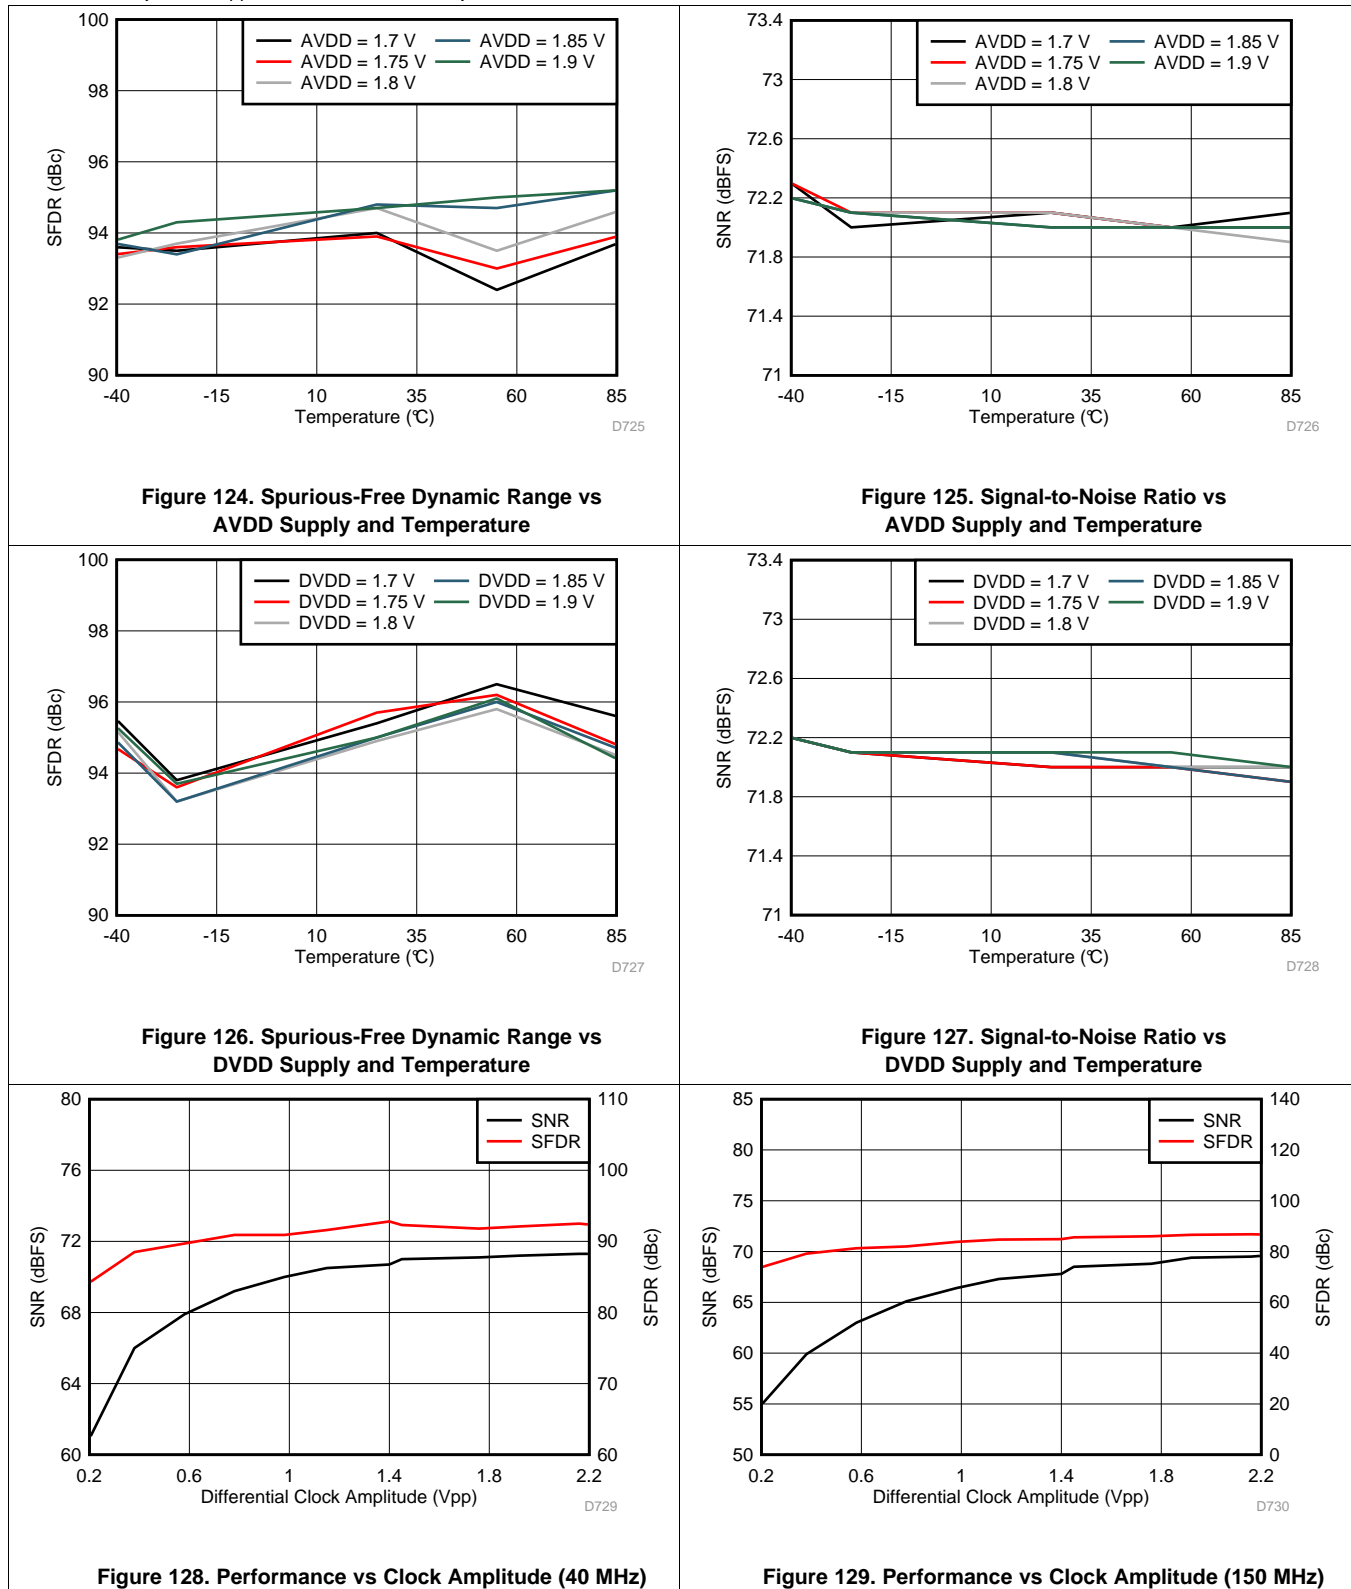 100
98
96
94
92
90
SFDR (dBc)
AVDD = 1.7 V
AVDD = 1.75 V
AVDD = 1.8 V
AVDD = 1.85 V
AVDD = 1.9 V
-40 -15 10 35 60 85
Temperature (°C)
D725
Figure 124. Spurious-Free Dynamic Range vs
AVDD Supply and Temperature
73.4
73
72.6
72.2
71.8
71.4
71
SNR (dBFS)
AVDD = 1.7 V
AVDD = 1.75 V
AVDD = 1.8 V
AVDD = 1.85 V
AVDD = 1.9 V
-40 -15 10 35 60 85
Temperature (°C)
D726
Figure 125. Signal-to-Noise Ratio vs
AVDD Supply and Temperature
100
98
96
94
92
90
SFDR (dBc)
DVDD = 1.7 V
DVDD = 1.75 V
DVDD = 1.8 V
DVDD = 1.85 V
DVDD = 1.9 V
-40 -15 10 35 60 85
Temperature (°C)
D727
Figure 126. Spurious-Free Dynamic Range vs
DVDD Supply and Temperature
73.4
73
72.6
72.2
71.8
71.4
71
SNR (dBFS)
DVDD = 1.7 V
DVDD = 1.75 V
DVDD = 1.8 V
DVDD = 1.85 V
DVDD = 1.9 V
-40 -15 10 35 60 85
Temperature (°C)
D728
Figure 127. Signal-to-Noise Ratio vs
DVDD Supply and Temperature
80
76
72
68
64
60
SNR (dBFS)
SNR
SFDR
110
100
90
80
70
60
SFDR (dBc)
0.2 0.6 1 1.4 1.8 2.2
Differential Clock Amplitude (Vpp)
D729
Figure 128. Performance vs Clock Amplitude (40 MHz)
85
80
75
70
65
60
55
50
SNR (dBFS)
SNR
SFDR
140
120
100
80
60
40
20
0
SFDR (dBc)
0.2 0.6 1 1.4 1.8 2.2
Differential Clock Amplitude (Vpp)
D730
Figure 129. Performance vs Clock Amplitude (150 MHz)